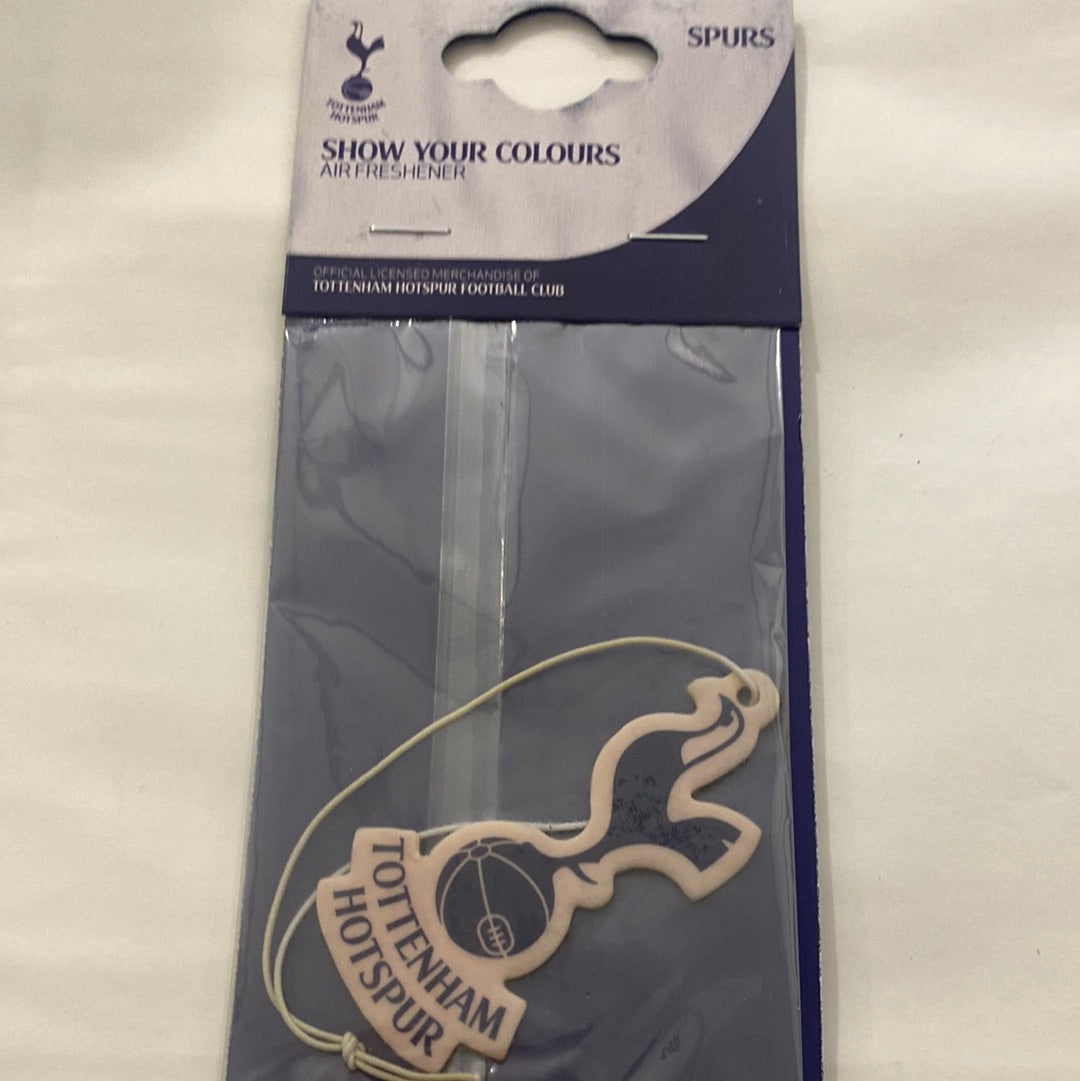 SPURS
TOTTENHAM
HOTSPUR
SHOW YOUR COLOURS
AIR FRESHENER
OFFICIAL LICENSED MERCHANDISE OF
TOTTENHAM HOTSPUR FOOTBALL CLUB
TOTTENHAM
HOTSPUR